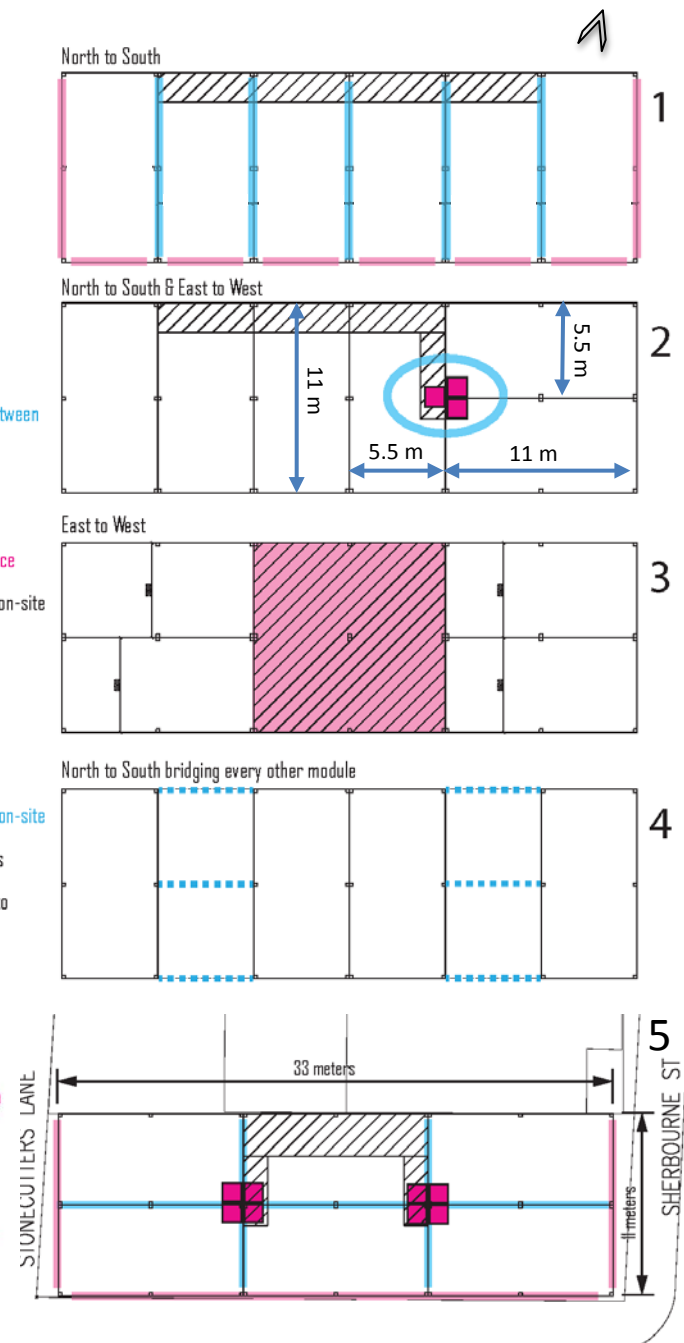 North to South
1
North to South & East to West
2
5.5 m
11 m
tween
5.5 m
11 m
East to West
ce
3
on-site
North to South bridging every other module
on-site
4
s
to
5
33 meters
STONECUTTERS LANE
SHERBOURNE ST
11 meters